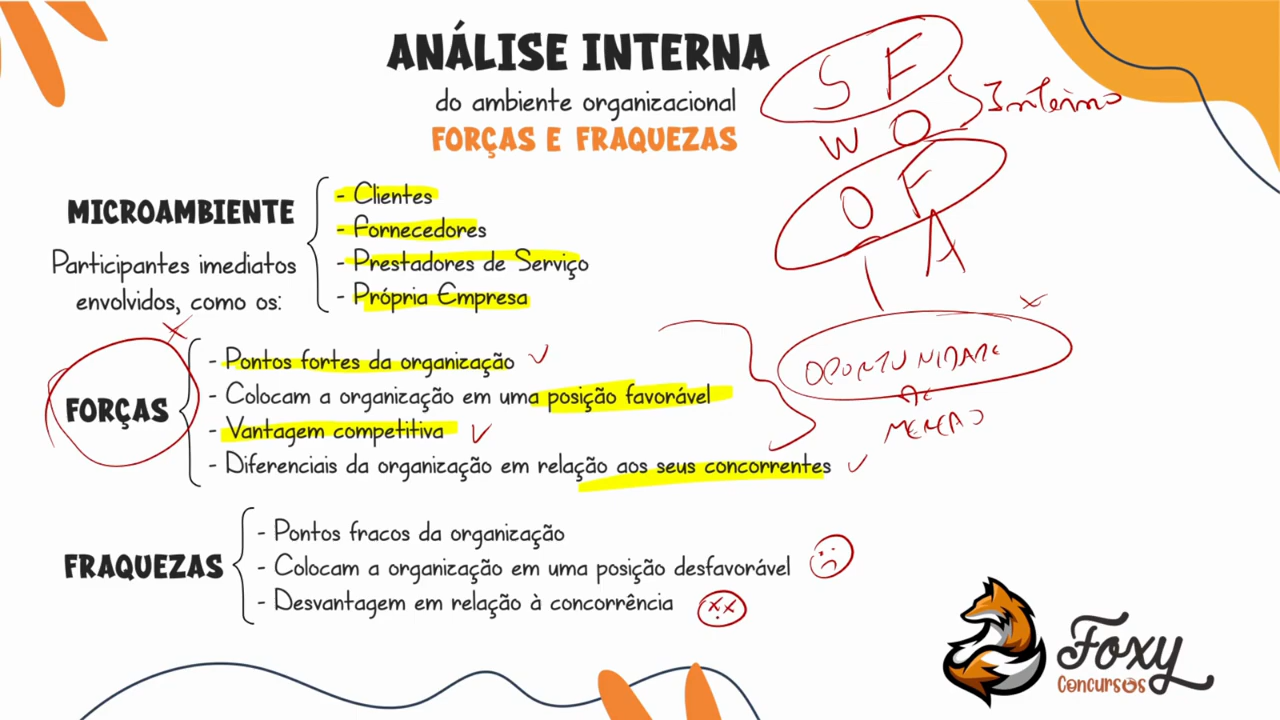 ANÁLISE INTERNA
do ambiente organizacional
FORÇAS E FRAQUEZAS
S F
W O
O F
A
Interno
MICROAMBIENTE
Participantes imediatos
envolvidos, como os:
- Clientes
- Fornecedores
- Prestadores de Serviço
- Própria Empresa
FORÇAS
- Pontos fortes da organização
- Colocam a organização em uma posição favorável
- Vantagem competitiva
- Diferenciais da organização em relação aos seus concorrentes
OPORTUNIDADE
FRAQUEZAS
- Pontos fracos da organização
- Colocam a organização em uma posição desfavorável
- Desvantagem em relação à concorrência
Foxy
Concursos